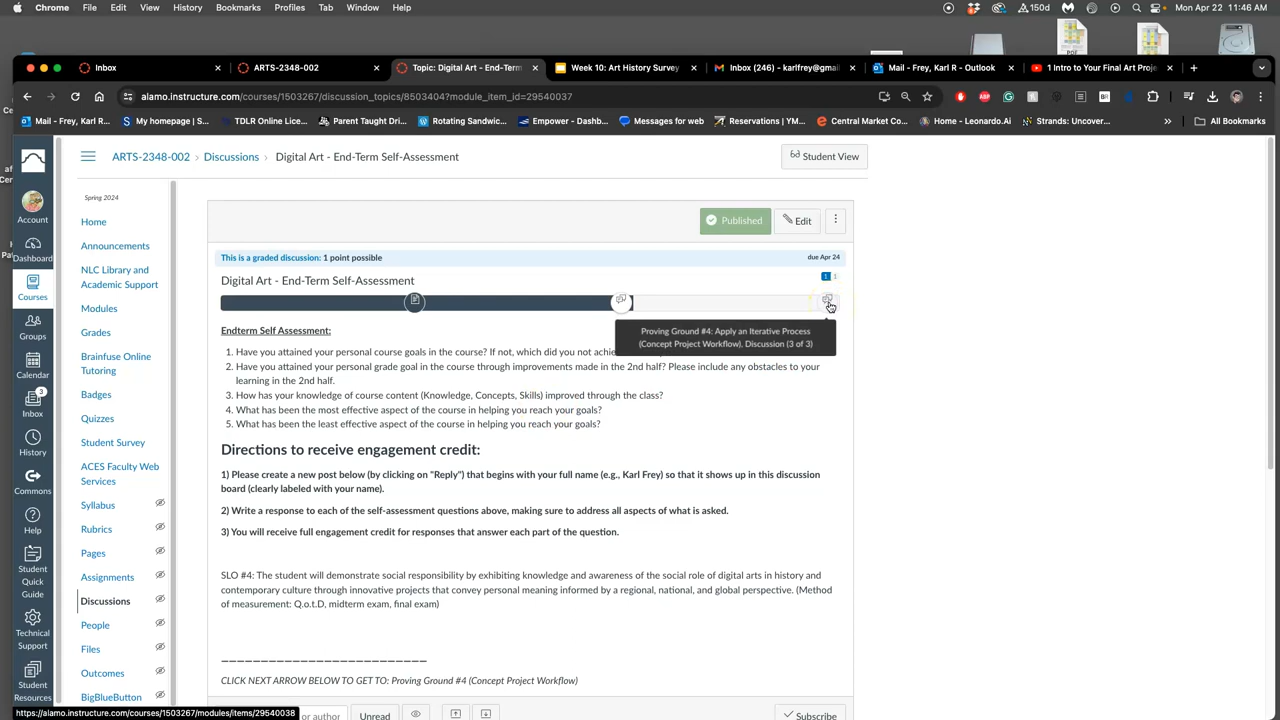 Chrome File Edit View History Bookmarks Profiles Tab Window Help 150d Mon Apr 22 11:46 AM
PDF
Inbox × ARTS-2348-002 × Topic: Digital Art - End-Term × Week 10: Art History Survey × Inbox (246) - karlfrey@gmai × Mail - Frey, Karl R - Outlook × 1 Intro to Your Final Art Proj × +
alamo.instructure.com/courses/1503267/discussion_topics/8503404?module_item_id=29540037
Mail - Frey, Karl R... My homepage | S... TDLR Online Lice... Parent Taught Dri... Rotating Sandwic... Empower - Dashb... Messages for web Reservations | YM... Central Market Co... Home - Leonardo.Ai Strands: Uncover... » All Bookmarks
ARTS-2348-002 › Discussions › Digital Art - End-Term Self-Assessment
Student View
Account
Dashboard
Courses
Groups
Calendar
3
Inbox
History
Commons
Help
Student Quick Guide
Technical Support
Student Resources
Spring 2024
Home
Announcements
NLC Library and
Academic Support
Modules
Grades
Brainfuse Online
Tutoring
Badges
Quizzes
Student Survey
ACES Faculty Web
Services
Syllabus
Rubrics
Pages
Assignments
Discussions
People
Files
Outcomes
BigBlueButton
Published Edit
This is a graded discussion: 1 point possible due Apr 24
Digital Art - End-Term Self-Assessment 1 1
Proving Ground #4: Apply an Iterative Process
(Concept Project Workflow), Discussion (3 of 3)
Endterm Self Assessment:
1. Have you attained your personal course goals in the course? If not, which did you not achie
2. Have you attained your personal grade goal in the course through improvements made in the 2nd half? Please include any obstacles to your
learning in the 2nd half.
3. How has your knowledge of course content (Knowledge, Concepts, Skills) improved through the class?
4. What has been the most effective aspect of the course in helping you reach your goals?
5. What has been the least effective aspect of the course in helping you reach your goals?
Directions to receive engagement credit:
1) Please create a new post below (by clicking on "Reply") that begins with your full name (e.g., Karl Frey) so that it shows up in this discussion
board (clearly labeled with your name).
2) Write a response to each of the self-assessment questions above, making sure to address all aspects of what is asked.
3) You will receive full engagement credit for responses that answer each part of the question.
SLO #4: The student will demonstrate social responsibility by exhibiting knowledge and awareness of the social role of digital arts in history and
contemporary culture through innovative projects that convey personal meaning informed by a regional, national, and global perspective. (Method
of measurement: Q.o.t.D, midterm exam, final exam)
CLICK NEXT ARROW BELOW TO GET TO: Proving Ground #4 (Concept Project Workflow)
or author Unread Subscribe
https://alamo.instructure.com/courses/1503267/modules/items/29540038